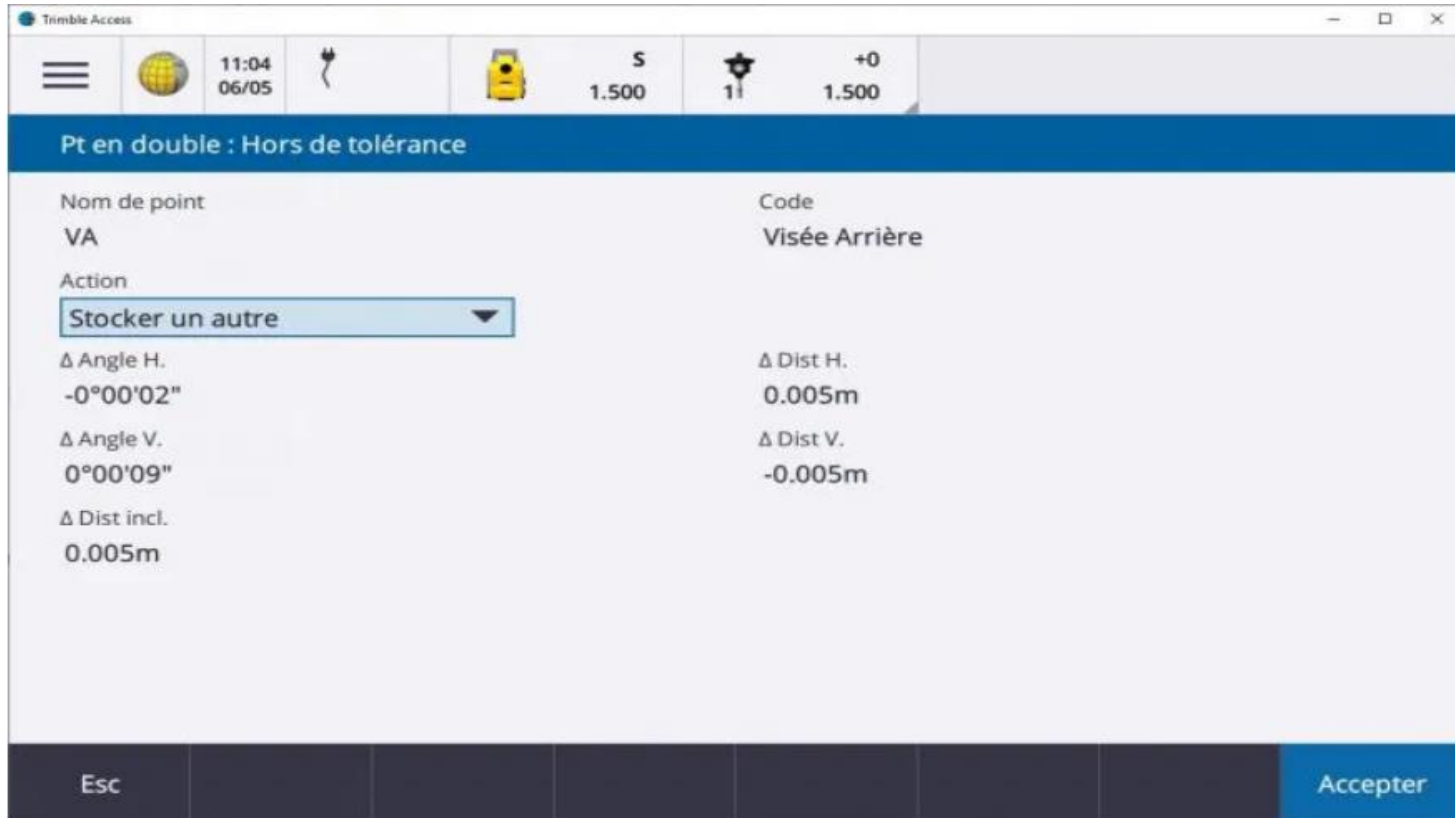 Trimble Access
11:04
06/05
S
1.500
1
+0
1.500
Pt en double : Hors de tolérance
Nom de point
VA
Code
Visée Arrière
Action
Stocker un autre
Δ Angle H.
-0°00'02"
Δ Dist H.
0.005m
Δ Angle V.
0°00'09"
Δ Dist V.
-0.005m
Δ Dist incl.
0.005m
Esc
Accepter